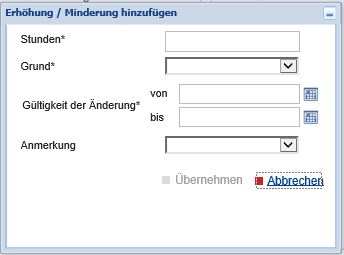 Erhöhung / Minderung hinzufügen
Stunden*
Grund*
Gültigkeit der Änderung*
von
bis
Anmerkung
Übernehmen Abbrechen